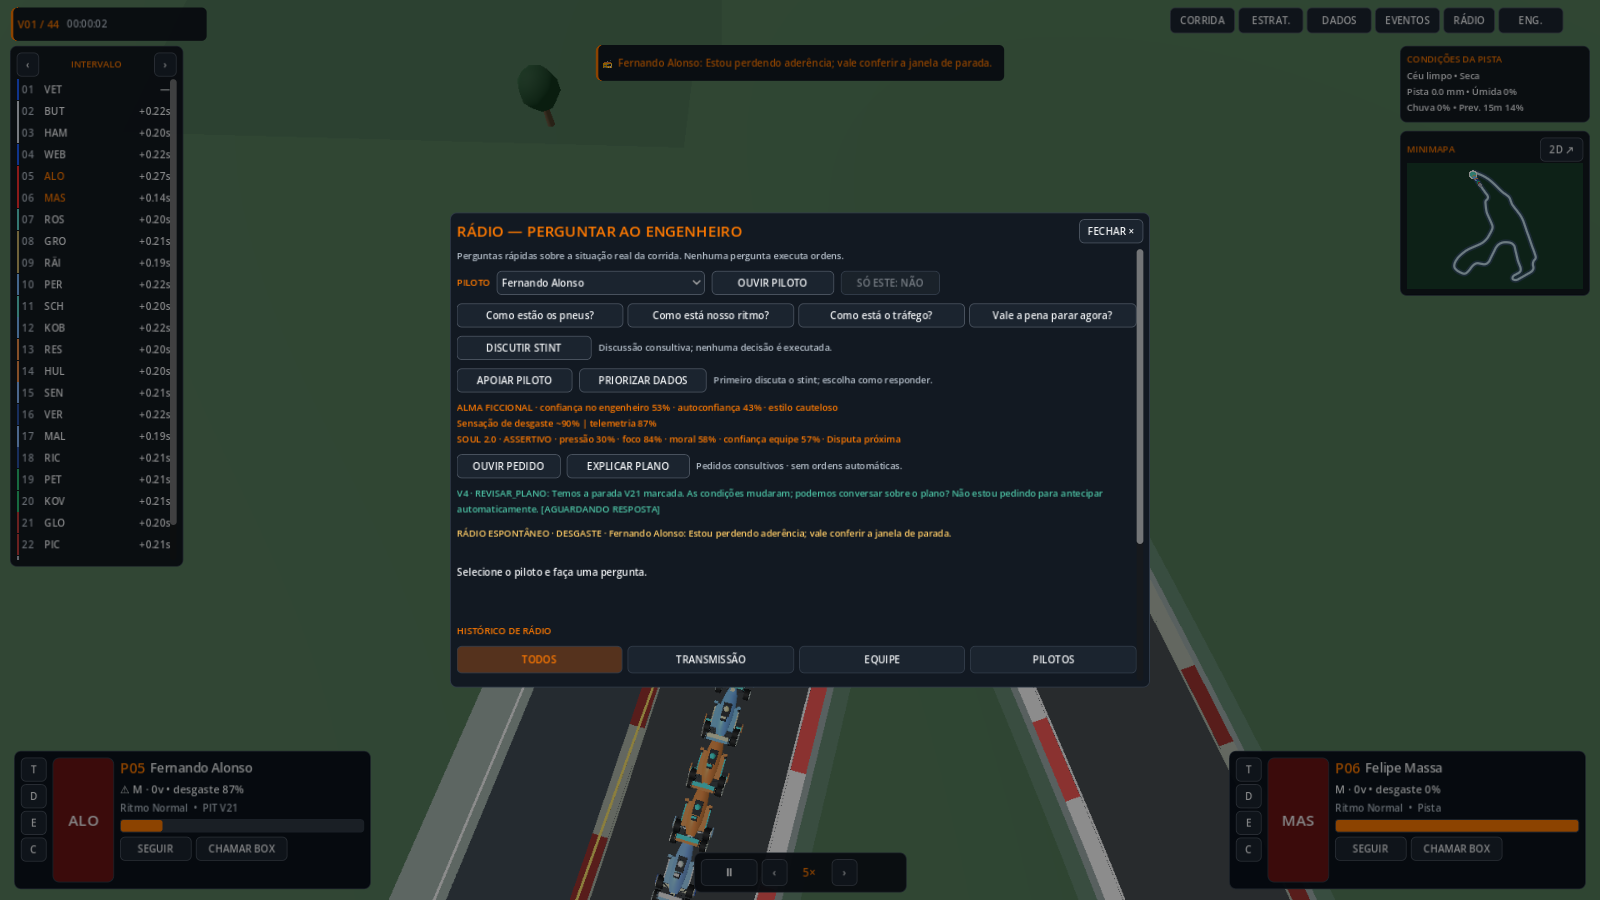 V01 / 44 00:00:02
CORRIDA ESTRAT. DADOS EVENTOS RÁDIO ENG.
Fernando Alonso: Estou perdendo aderência; vale conferir a janela de parada.
‹ INTERVALO ›
01 VET —
02 BUT +0.22s
03 HAM +0.20s
04 WEB +0.22s
05 ALO +0.27s
06 MAS +0.14s
07 ROS +0.20s
08 GRO +0.21s
09 RÄI +0.19s
10 PER +0.22s
11 SCH +0.20s
12 KOB +0.22s
13 RES +0.20s
14 HUL +0.20s
15 SEN +0.21s
16 VER +0.22s
17 MAL +0.19s
18 RIC +0.21s
19 PET +0.21s
20 KOV +0.21s
21 GLO +0.20s
22 PIC +0.21s
CONDIÇÕES DA PISTA
Céu limpo • Seca
Pista 0.0 mm • Úmida 0%
Chuva 0% • Prev. 15m 14%
MINIMAPA 2D ↗
RÁDIO — PERGUNTAR AO ENGENHEIRO FECHAR ×
Perguntas rápidas sobre a situação real da corrida. Nenhuma pergunta executa ordens.
PILOTO Fernando Alonso OUVIR PILOTO SÓ ESTE: NÃO
Como estão os pneus? Como está nosso ritmo? Como está o tráfego? Vale a pena parar agora?
DISCUTIR STINT Discussão consultiva; nenhuma decisão é executada.
APOIAR PILOTO PRIORIZAR DADOS Primeiro discuta o stint; escolha como responder.
ALMA FICCIONAL · confiança no engenheiro 53% · autoconfiança 43% · estilo cauteloso
Sensação de desgaste ~90% | telemetria 87%
SOUL 2.0 · ASSERTIVO · pressão 30% · foco 84% · moral 58% · confiança equipe 57% · Disputa próxima
OUVIR PEDIDO EXPLICAR PLANO Pedidos consultivos · sem ordens automáticas.
V4 · REVISAR_PLANO: Temos a parada V21 marcada. As condições mudaram; podemos conversar sobre o plano? Não estou pedindo para antecipar
automaticamente. [AGUARDANDO RESPOSTA]
RÁDIO ESPONTÂNEO · DESGASTE · Fernando Alonso: Estou perdendo aderência; vale conferir a janela de parada.
Selecione o piloto e faça uma pergunta.
HISTÓRICO DE RÁDIO
TODOS TRANSMISSÃO EQUIPE PILOTOS
T D E C
ALO
P05 Fernando Alonso
⚠ M · 0v • desgaste 87%
Ritmo Normal • PIT V21
SEGUIR CHAMAR BOX
⏸ ‹ 5× ›
T D E C
MAS
P06 Felipe Massa
M · 0v • desgaste 0%
Ritmo Normal • Pista
SEGUIR CHAMAR BOX